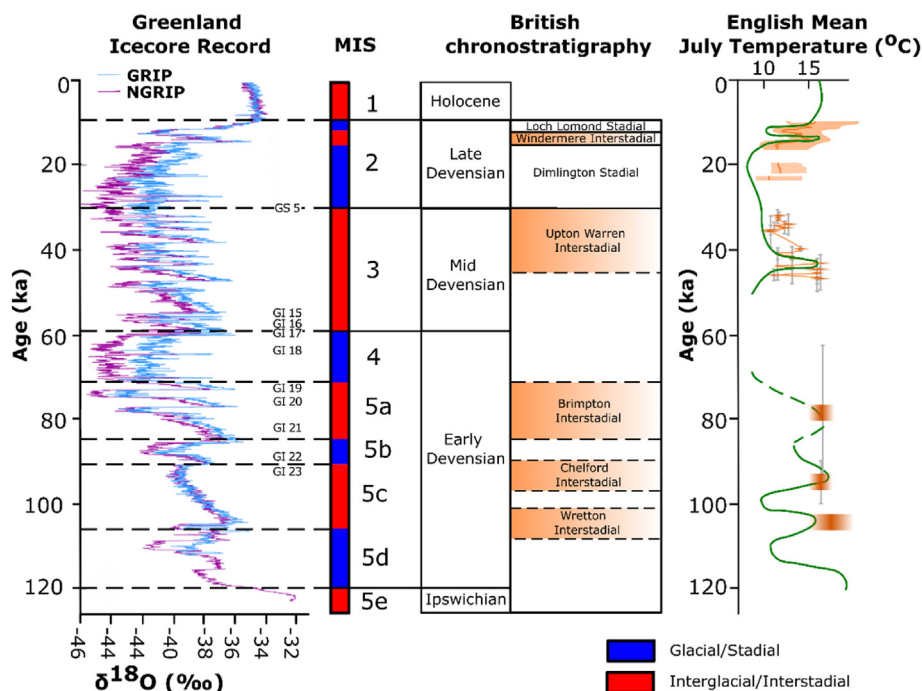 Greenland
Icecore Record
MIS
British
chronostratigraphy
English Mean
July Temperature (⁰C)
GRIP
NGRIP
10 16
0
20
40
60
80
100
120
Age (ka)
GS 5
GI 15
GI 16
GI 17
GI 18
GI 19
GI 20
GI 21
GI 22
GI 23
1
2
3
4
5a
5b
5c
5d
5e
Holocene
Late
Devensian
Mid
Devensian
Early
Devensian
Ipswichian
Loch Lomond Stadial
Windermere Interstadial
Dimlington Stadial
Upton Warren
Interstadial
Brimpton
Interstadial
Chelford
Interstadial
Wretton
Interstadial
0
20
40
60
80
100
120
Age (ka)
-46 -44 -42 -40 -38 -36 -34 -32
δ¹⁸O (‰)
Glacial/Stadial
Interglacial/Interstadial